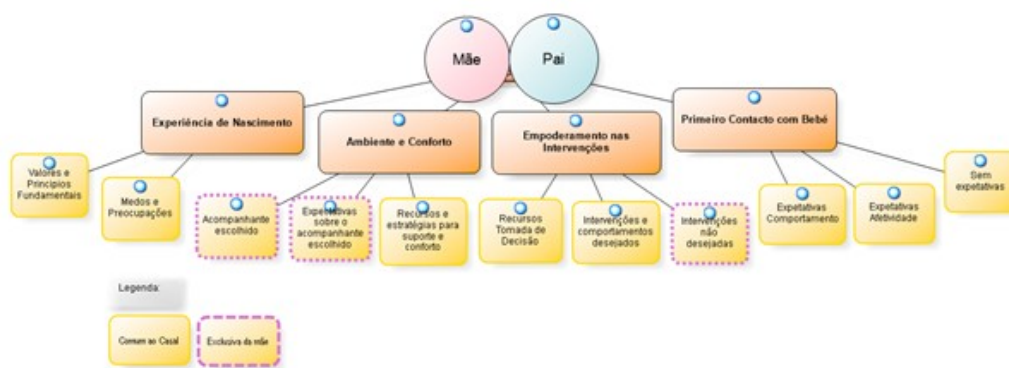 Mãe
Pai
Experiência de Nascimento
Ambiente e Conforto
Empoderamento nas
Intervenções
Primeiro Contacto com Bebé
Valores e
Princípios
Fundamentais
Medos e
Preocupações
Acompanhante
escolhido
Expectativas
sobre o
acompanhante
escolhido
Recursos e
estratégias para
suporte e
conforto
Recursos
Tomada de
Decisão
Intervenções e
comportamentos
desejados
Intervenções
não
desejadas
Expetativas
Comportamento
Expetativas
Afetividade
Sem
expetativas
Legenda:
Comum ao Casal
Exclusiva da mãe